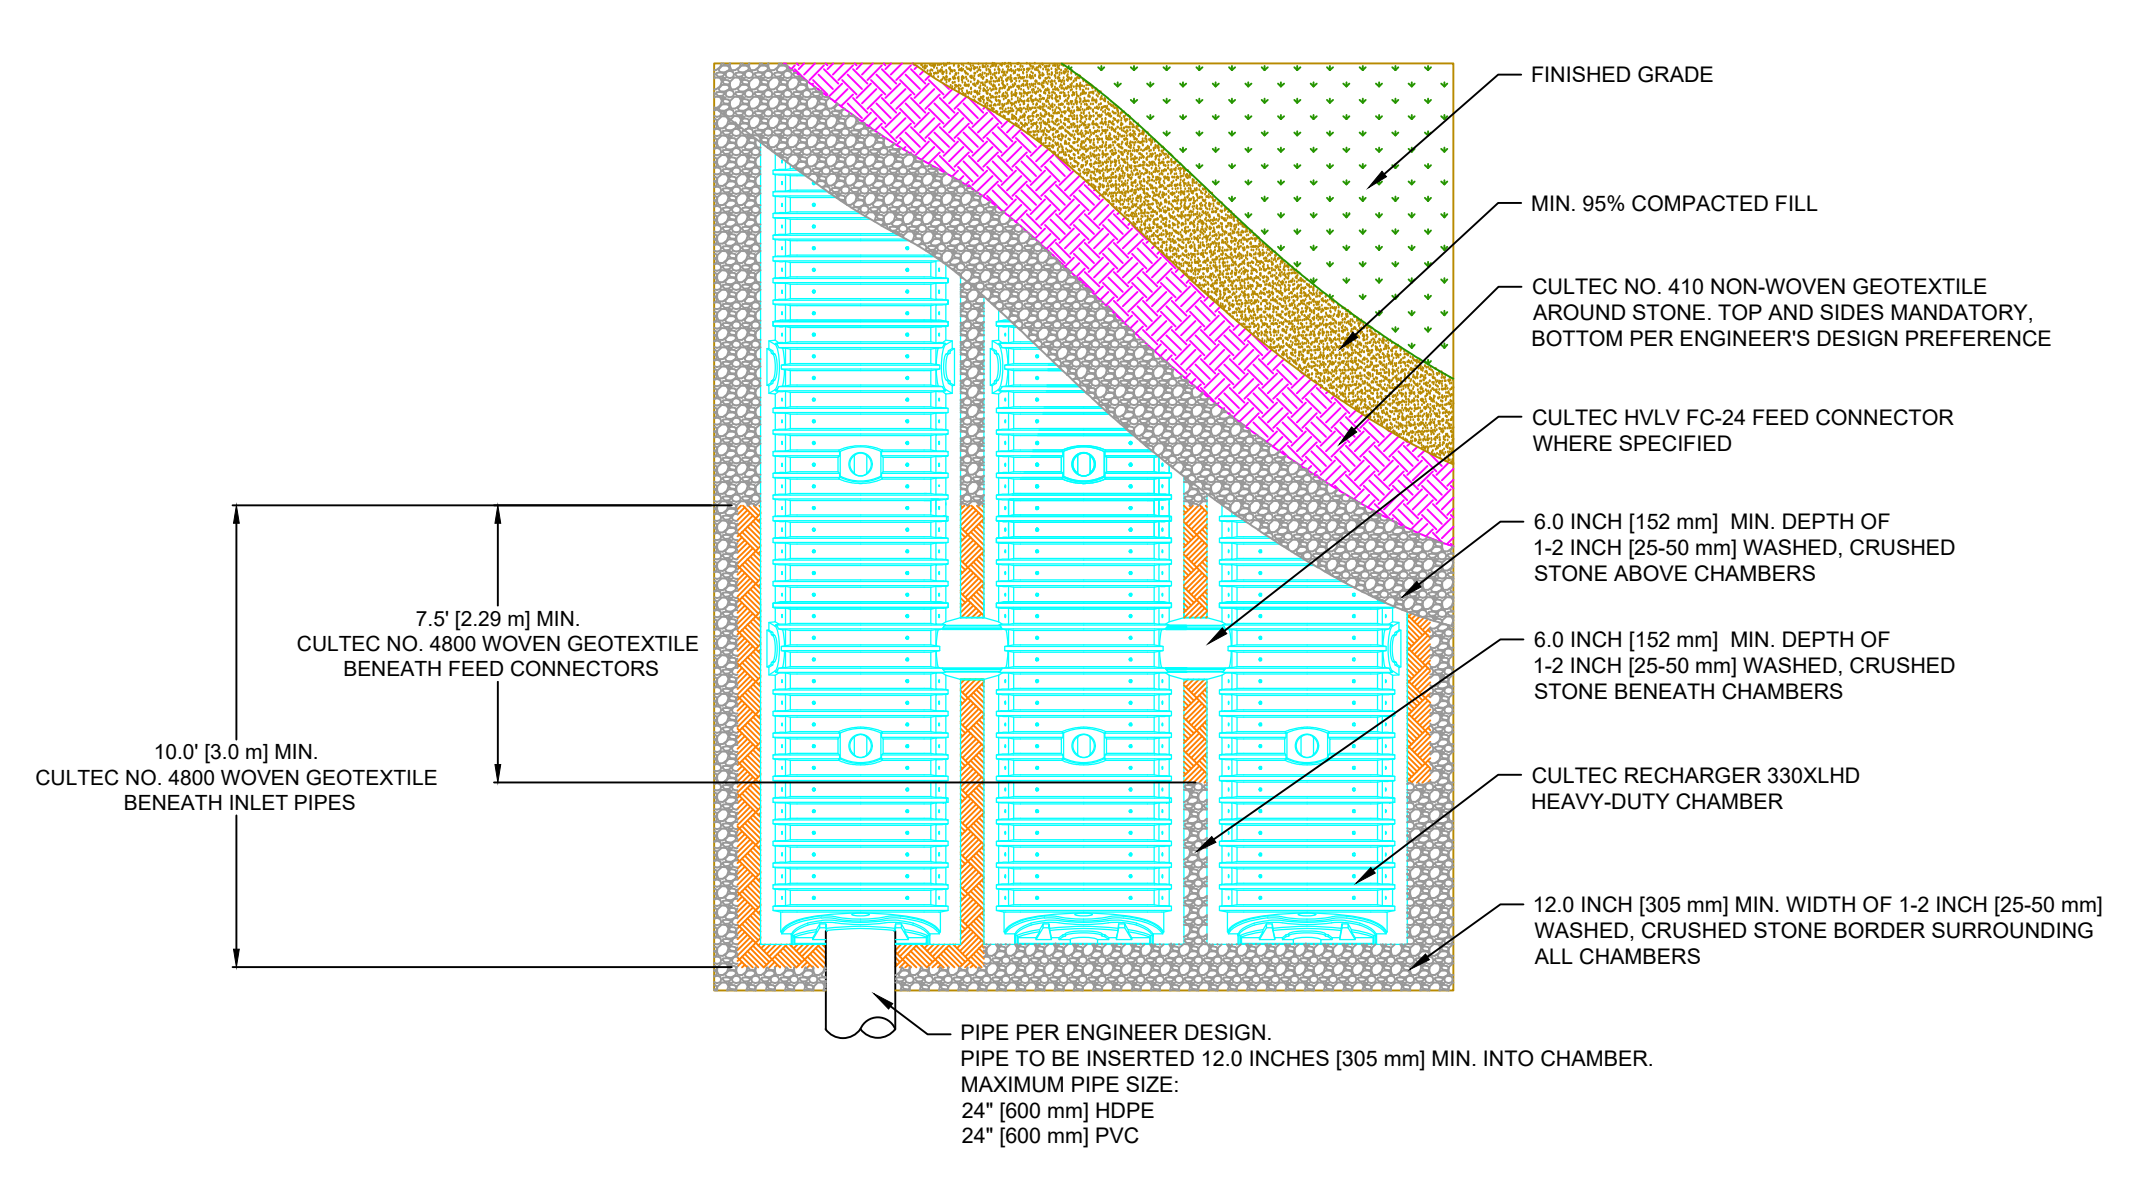 FINISHED GRADE
MIN. 95% COMPACTED FILL
CULTEC NO. 410 NON-WOVEN GEOTEXTILE
AROUND STONE. TOP AND SIDES MANDATORY,
BOTTOM PER ENGINEER'S DESIGN PREFERENCE
CULTEC HVLV FC-24 FEED CONNECTOR
WHERE SPECIFIED
6.0 INCH [152 mm] MIN. DEPTH OF
1-2 INCH [25-50 mm] WASHED, CRUSHED
STONE ABOVE CHAMBERS
7.5' [2.29 m] MIN.
CULTEC NO. 4800 WOVEN GEOTEXTILE
BENEATH FEED CONNECTORS
6.0 INCH [152 mm] MIN. DEPTH OF
1-2 INCH [25-50 mm] WASHED, CRUSHED
STONE BENEATH CHAMBERS
10.0' [3.0 m] MIN.
CULTEC NO. 4800 WOVEN GEOTEXTILE
BENEATH INLET PIPES
CULTEC RECHARGER 330XLHD
HEAVY-DUTY CHAMBER
12.0 INCH [305 mm] MIN. WIDTH OF 1-2 INCH [25-50 mm]
WASHED, CRUSHED STONE BORDER SURROUNDING
ALL CHAMBERS
PIPE PER ENGINEER DESIGN.
PIPE TO BE INSERTED 12.0 INCHES [305 mm] MIN. INTO CHAMBER.
MAXIMUM PIPE SIZE:
24" [600 mm] HDPE
24" [600 mm] PVC